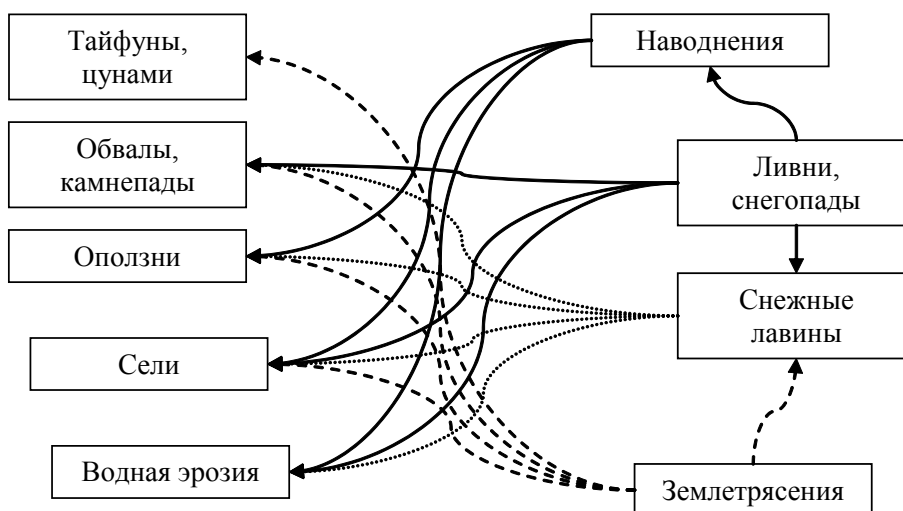 Тайфуны,
цунами
Обвалы,
камнепады
Оползни
Сели
Водная эрозия
Наводнения
Ливни,
снегопады
Снежные
лавины
Землетрясения